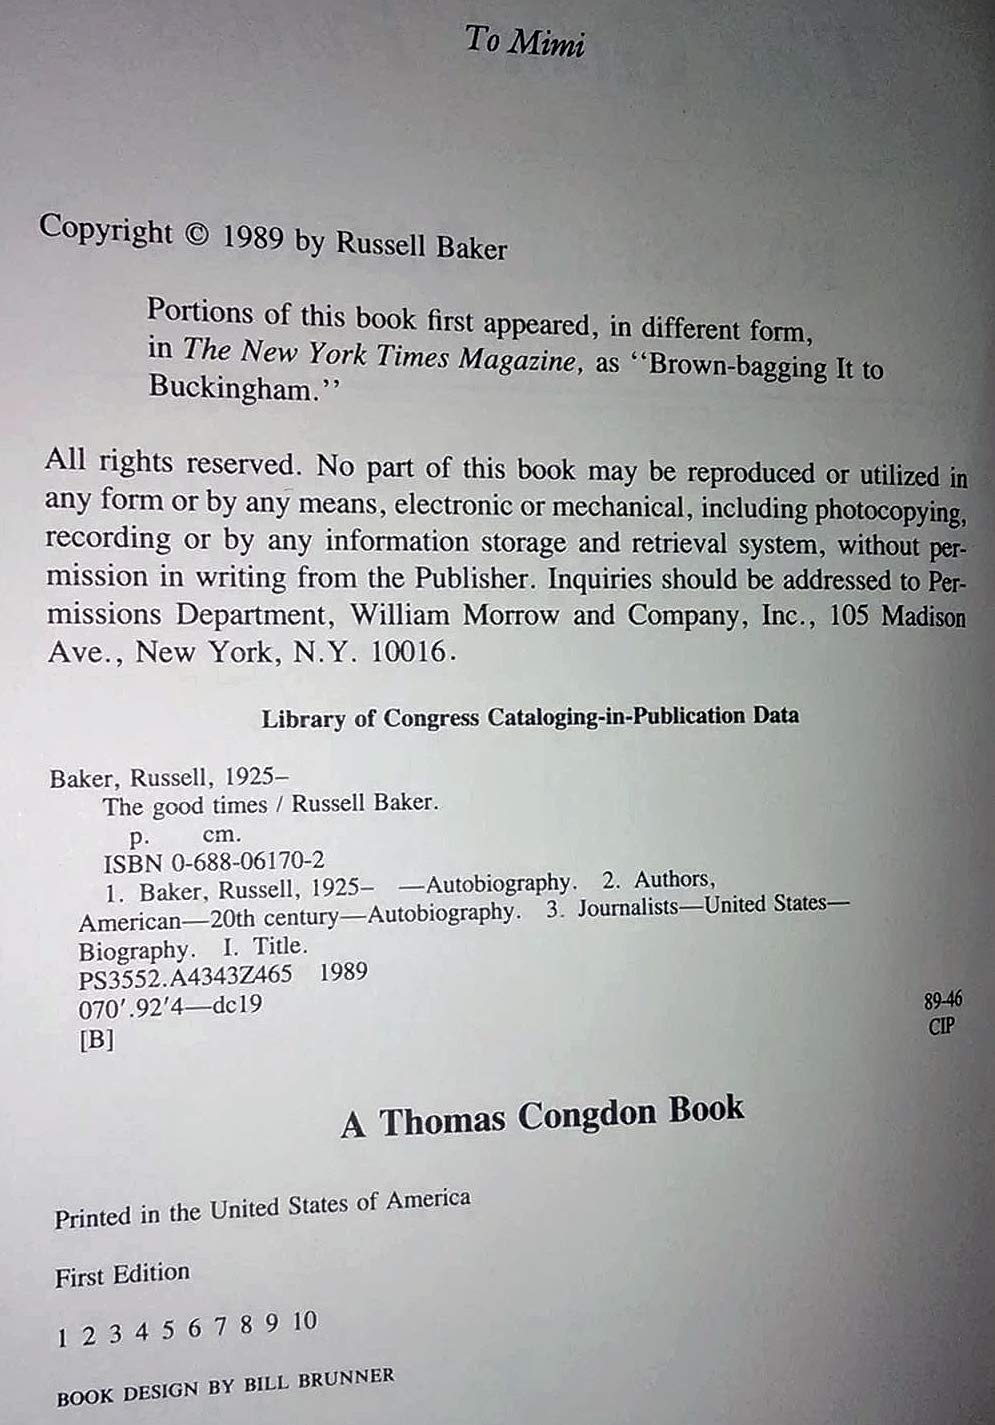 To Mimi
Copyright © 1989 by Russell Baker
Portions of this book first appeared, in different form,
in The New York Times Magazine, as “Brown-bagging It to
Buckingham.”
All rights reserved. No part of this book may be reproduced or utilized in
any form or by any means, electronic or mechanical, including photocopying,
recording or by any information storage and retrieval system, without per-
mission in writing from the Publisher. Inquiries should be addressed to Per-
missions Department, William Morrow and Company, Inc., 105 Madison
Ave., New York, N.Y. 10016.
Library of Congress Cataloging-in-Publication Data
Baker, Russell, 1925–
The good times / Russell Baker.
p. cm.
ISBN 0-688-06170-2
1. Baker, Russell, 1925– —Autobiography. 2. Authors,
American—20th century—Autobiography. 3. Journalists—United States—
Biography. I. Title.
PS3552.A4343Z465 1989
070′.92′4—dc19
89-46
[B]
CIP
A Thomas Congdon Book
Printed in the United States of America
First Edition
1 2 3 4 5 6 7 8 9 10
BOOK DESIGN BY BILL BRUNNER